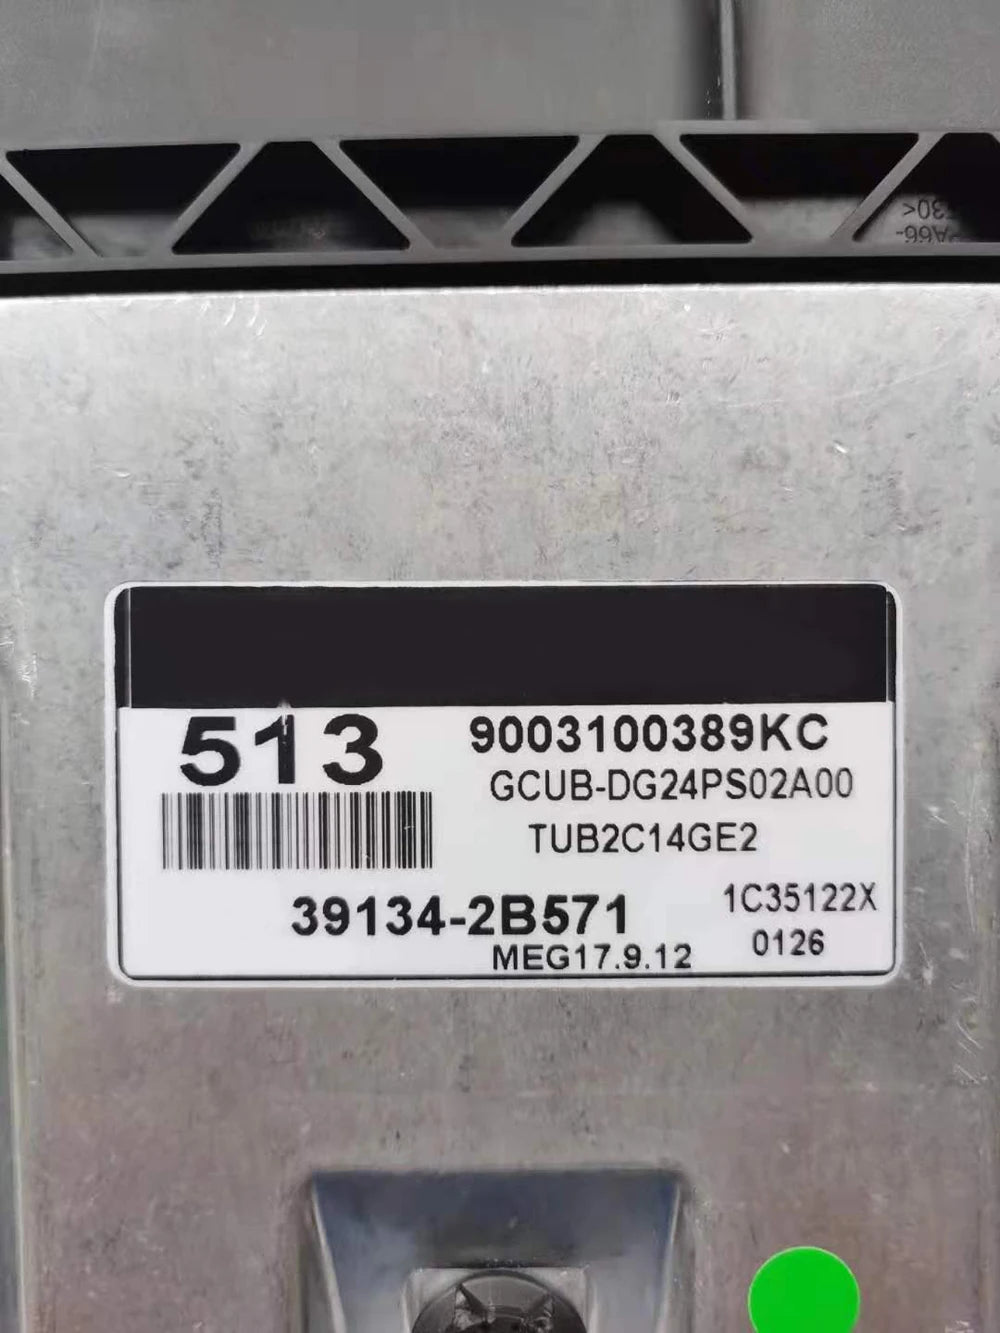 513
9003100389KC
GCUB-DG24PS02A00
TUB2C14GE2
39134-2B571
1C35122X
MEG17.9.12
0126